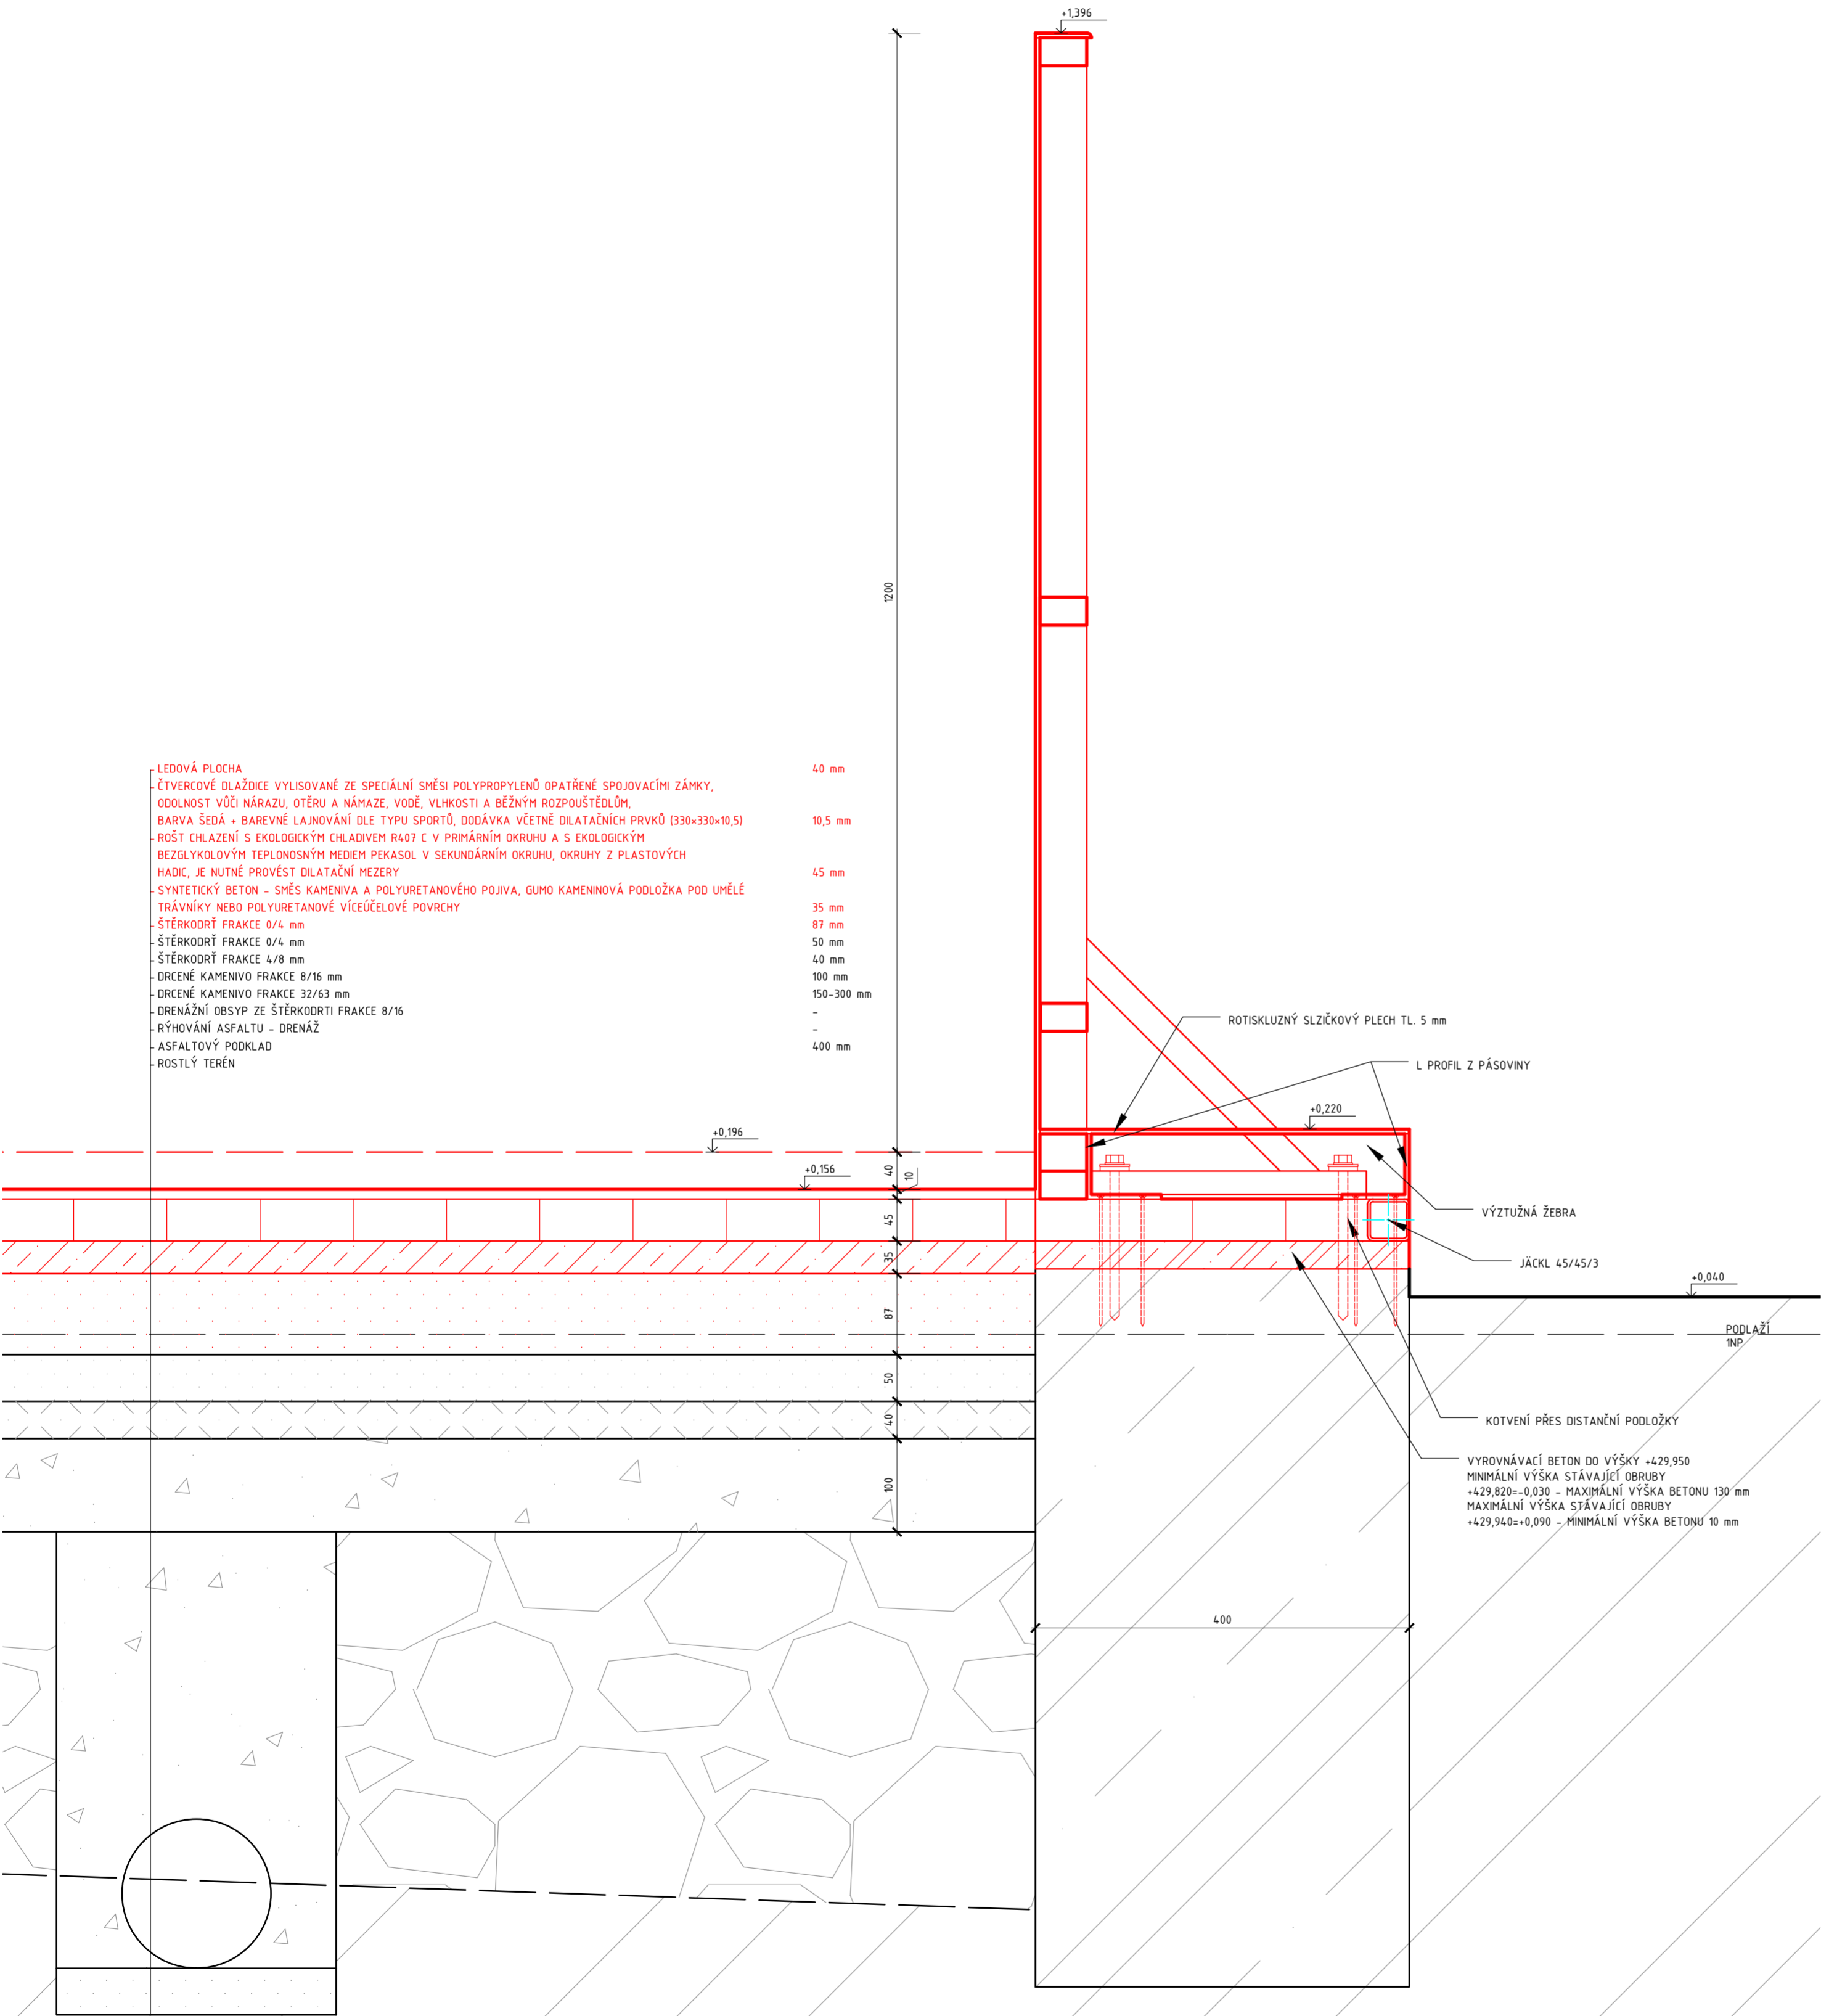 +1,396
1200
LEDOVÁ PLOCHA 40 mm
ČTVERCOVÉ DLAŽDICE VYLISOVANÉ ZE SPECIÁLNÍ SMĚSI POLYPROPYLENŮ OPATŘENÉ SPOJOVACÍMI ZÁMKY,
ODOLNOST VŮČI NÁRAZU, OTĚRU A NÁMAZE, VODĚ, VLHKOSTI A BĚŽNÝM ROZPOUŠTĚDLŮM,
BARVA ŠEDÁ + BAREVNÉ LAJNOVÁNÍ DLE TYPU SPORTŮ, DODÁVKA VČETNĚ DILATAČNÍCH PRVKŮ (330×330×10,5) 10,5 mm
ROŠT CHLAZENÍ S EKOLOGICKÝM CHLADIVEM R407 C V PRIMÁRNÍM OKRUHU A S EKOLOGICKÝM
BEZGLYKOLOVÝM TEPLONOSNÝM MEDIEM PEKASOL V SEKUNDÁRNÍM OKRUHU, OKRUHY Z PLASTOVÝCH
HADIC, JE NUTNÉ PROVÉST DILATAČNÍ MEZERY 45 mm
SYNTETICKÝ BETON - SMĚS KAMENIVA A POLYURETANOVÉHO POJIVA, GUMO KAMENINOVÁ PODLOŽKA POD UMĚLÉ
TRÁVNÍKY NEBO POLYURETANOVÉ VÍCEÚČELOVÉ POVRCHY 35 mm
ŠTĚRKODRŤ FRAKCE 0/4 mm 87 mm
ŠTĚRKODRŤ FRAKCE 0/4 mm 50 mm
ŠTĚRKODRŤ FRAKCE 4/8 mm 40 mm
DRCENÉ KAMENIVO FRAKCE 8/16 mm 100 mm
DRCENÉ KAMENIVO FRAKCE 32/63 mm 150-300 mm
DRENÁŽNÍ OBSYP ZE ŠTĚRKODRTI FRAKCE 8/16 -
RÝHOVÁNÍ ASFALTU - DRENÁŽ -
ASFALTOVÝ PODKLAD 400 mm
ROSTLÝ TERÉN
ROTISKLUZNÝ SLZIČKOVÝ PLECH TL. 5 mm
L PROFIL Z PÁSOVINY
+0,220
+0,196
+0,156
40
10
VÝZTUŽNÁ ŽEBRA
45
35
JÄCKL 45/45/3
+0,040
87
PODLAŽÍ
1NP
50
40
KOTVENÍ PŘES DISTANČNÍ PODLOŽKY
100
VYROVNÁVACÍ BETON DO VÝŠKY +429,950
MINIMÁLNÍ VÝŠKA STÁVAJÍCÍ OBRUBY
+429,820=-0,030 - MAXIMÁLNÍ VÝŠKA BETONU 130 mm
MAXIMÁLNÍ VÝŠKA STÁVAJÍCÍ OBRUBY
+429,940=+0,090 - MINIMÁLNÍ VÝŠKA BETONU 10 mm
400